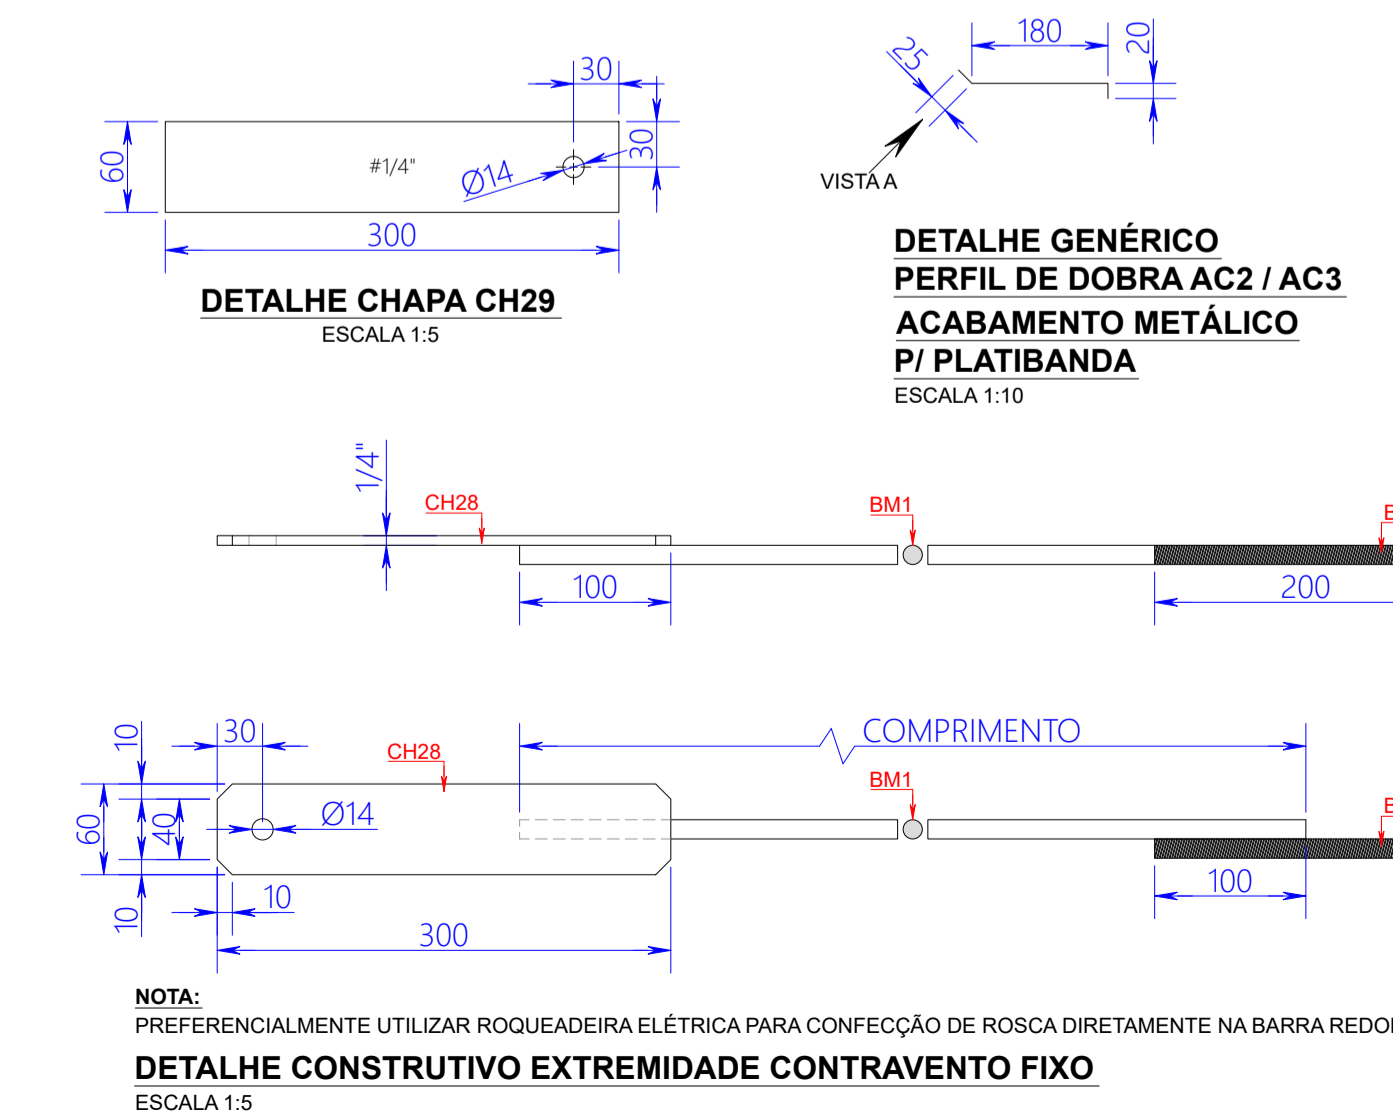 30
60
#1/4"
Ø14
30
300
DETALHE CHAPA CH29
ESCALA 1:5
180
20
25
VISTA A
DETALHE GENÉRICO
PERFIL DE DOBRA AC2 / AC3
ACABAMENTO METÁLICO
P/ PLATIBANDA
ESCALA 1:10
1/4"
CH28
BM1
B
100
200
10
30
CH28
COMPRIMENTO
BM1
B
60
40
Ø14
10
10
300
100
NOTA:
PREFERENCIALMENTE UTILIZAR ROQUEADEIRA ELÉTRICA PARA CONFECÇÃO DE ROSCA DIRETAMENTE NA BARRA
DETALHE CONSTRUTIVO EXTREMIDADE CONTRAVENTO FIXO
ESCALA 1:5